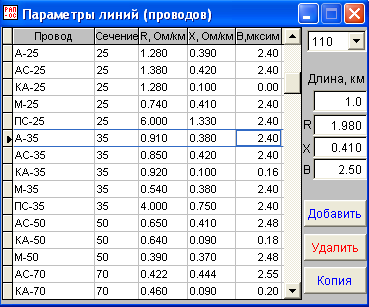 РАП ОС
Параметры линий (проводов)
Провод Сечение R, Ом/км X, Ом/км B,мксим
А-25 25 1.280 0.390 2.40
АС-25 25 1.380 0.420 2.40
КА-25 25 1.280 0.100 0.00
М-25 25 0.740 0.410 2.40
ПС-25 25 6.000 1.330 2.40
А-35 35 0.910 0.380 2.40
АС-35 35 0.850 0.420 2.40
КА-35 35 0.920 0.100 0.16
М-35 35 0.540 0.380 2.40
ПС-35 35 4.000 0.750 2.40
АС-50 50 0.650 0.410 2.48
КА-50 50 0.640 0.090 0.18
М-50 50 0.390 0.370 2.48
АС-70 70 0.422 0.444 2.55
КА-70 70 0.460 0.090 0.20
110
Длина, км
1.0
R 1.980
X 0.410
B 2.50
Добавить
Удалить
Копия